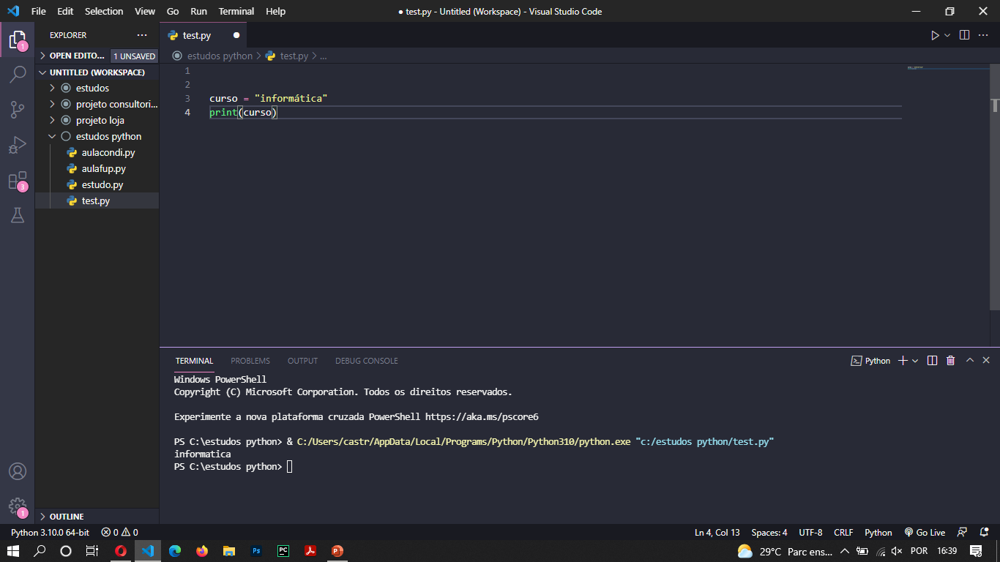 File Edit Selection View Go Run Terminal Help
● test.py - Untitled (Workspace) - Visual Studio Code
EXPLORER
OPEN EDITO... 1 UNSAVED
UNTITLED (WORKSPACE)
estudos
projeto consultori...
projeto loja
estudos python
aulacondi.py
aulafup.py
estudo.py
test.py
OUTLINE
1
3
1
test.py
estudos python > test.py > ...
1
2
3 curso = "informática"
4 print(curso)
TERMINAL PROBLEMS OUTPUT DEBUG CONSOLE
Python
Windows PowerShell
Copyright (C) Microsoft Corporation. Todos os direitos reservados.
Experimente a nova plataforma cruzada PowerShell https://aka.ms/pscore6
PS C:\estudos python> & C:/Users/castr/AppData/Local/Programs/Python/Python310/python.exe "c:/estudos python/test.py"
informatica
PS C:\estudos python>
Python 3.10.0 64-bit 0 0
Ln 4, Col 13 Spaces: 4 UTF-8 CRLF Python Go Live
Ps PC P
29°C Parc ens... POR 16:39